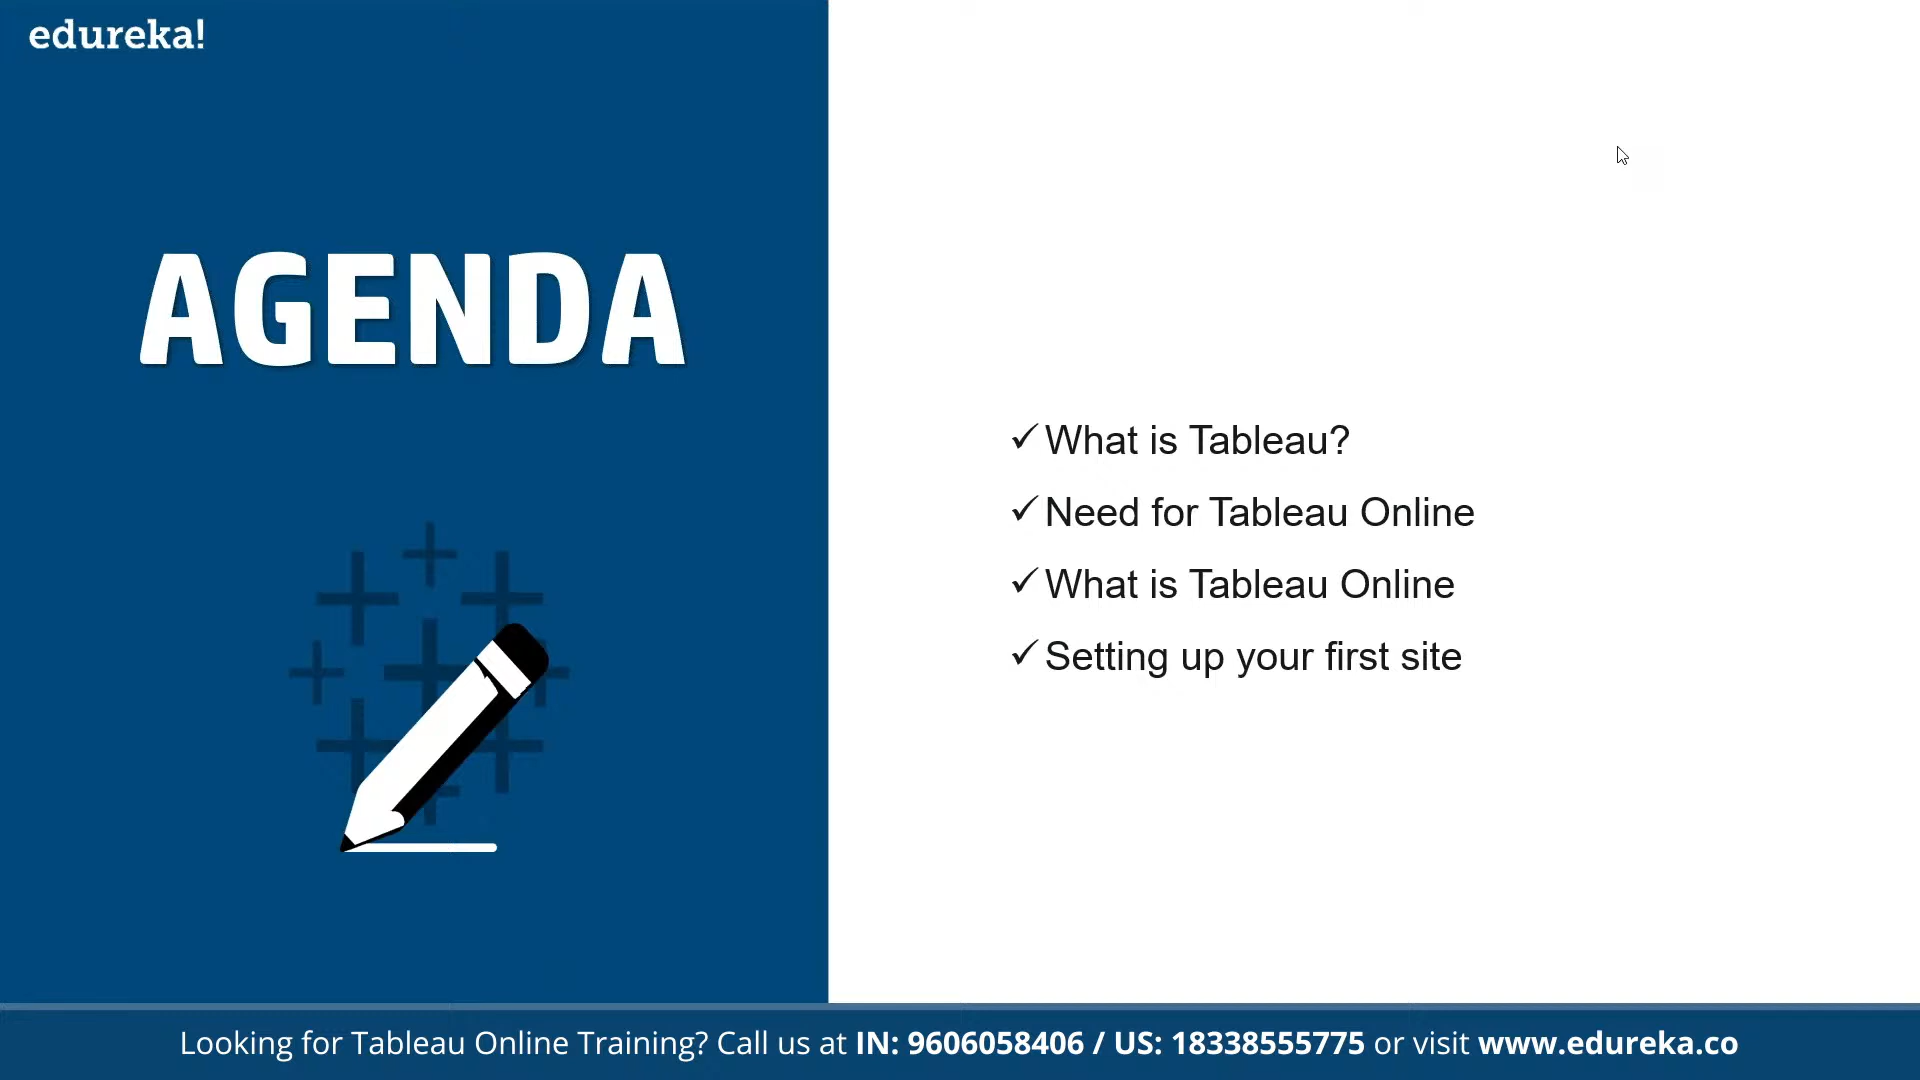 edureka!
AGENDA
✓ What is Tableau?
✓ Need for Tableau Online
✓ What is Tableau Online
✓ Setting up your first site
Looking for Tableau Online Training? Call us at IN: 9606058406 / US: 18338555775 or visit www.edureka.co